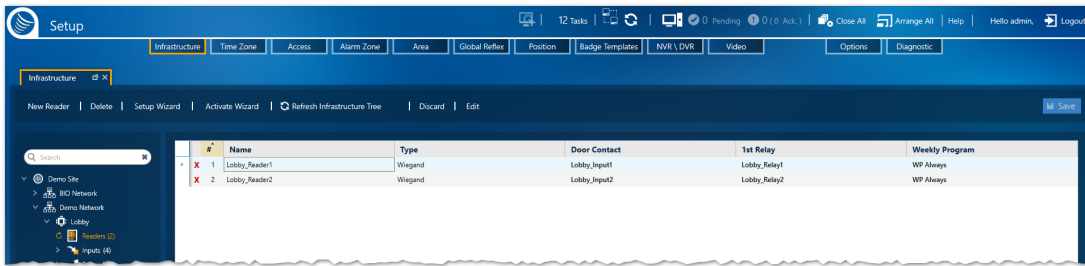 Setup
12 Tasks 0 Pending 0 ( 0 Ack. ) Close All Arrange All Help Hello admin, Logout
Infrastructure Time Zone Access Alarm Zone Area Global Reflex Position Badge Templates NVR \ DVR Video Options Diagnostic
Infrastructure
New Reader Delete Setup Wizard Activate Wizard Refresh Infrastructure Tree Discard Edit Save
Search
# Name Type Door Contact 1st Relay Weekly Program
X 1 Lobby_Reader1 Wiegand Lobby_Input1 Lobby_Relay1 WP Always
X 2 Lobby_Reader2 Wiegand Lobby_Input2 Lobby_Relay2 WP Always
Demo Site
BIO Network
Demo Network
Lobby
Readers (2)
Inputs (4)